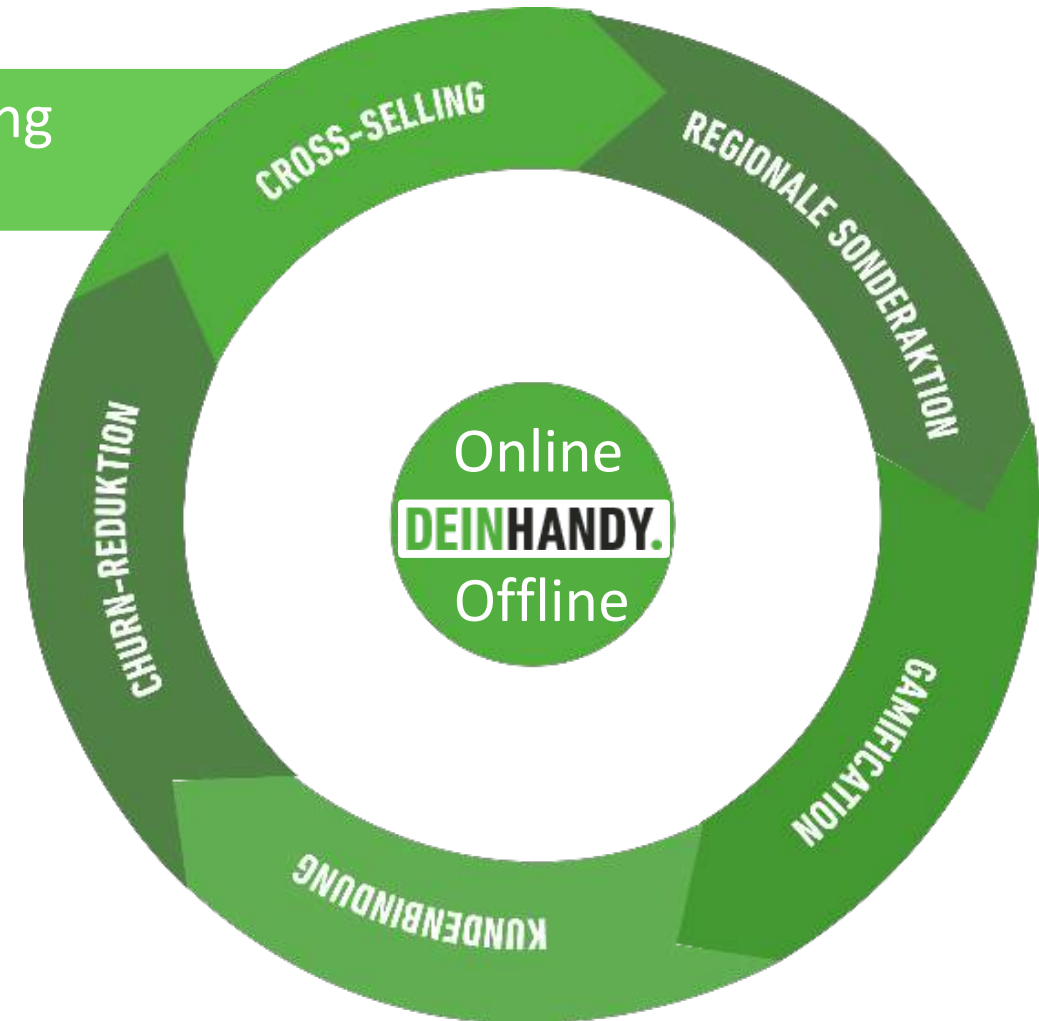 ng
CROSS-SELLING
REGIONALE SONDERAKTION
GAMIFICATION
KUNDENBINDUNG
CHURN-REDUKTION
Online
DEINHANDY.
Offline